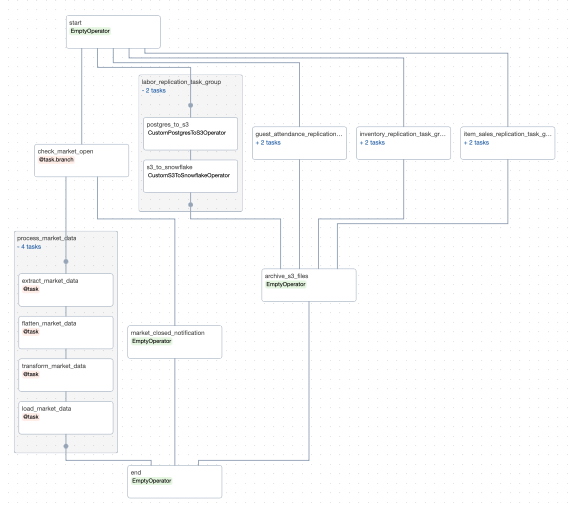 start
EmptyOperator
labor_replication_task_group
- 2 tasks
postgres_to_s3
CustomPostgresToS3Operator
s3_to_snowflake
CustomS3ToSnowflakeOperator
guest_attendance_replication...
+ 2 tasks
inventory_replication_task_gr...
+ 2 tasks
item_sales_replication_task_g...
+ 2 tasks
check_market_open
@task.branch
process_market_data
- 4 tasks
extract_market_data
@task
flatten_market_data
@task
transform_market_data
@task
load_market_data
@task
market_closed_notification
EmptyOperator
archive_s3_files
EmptyOperator
end
EmptyOperator